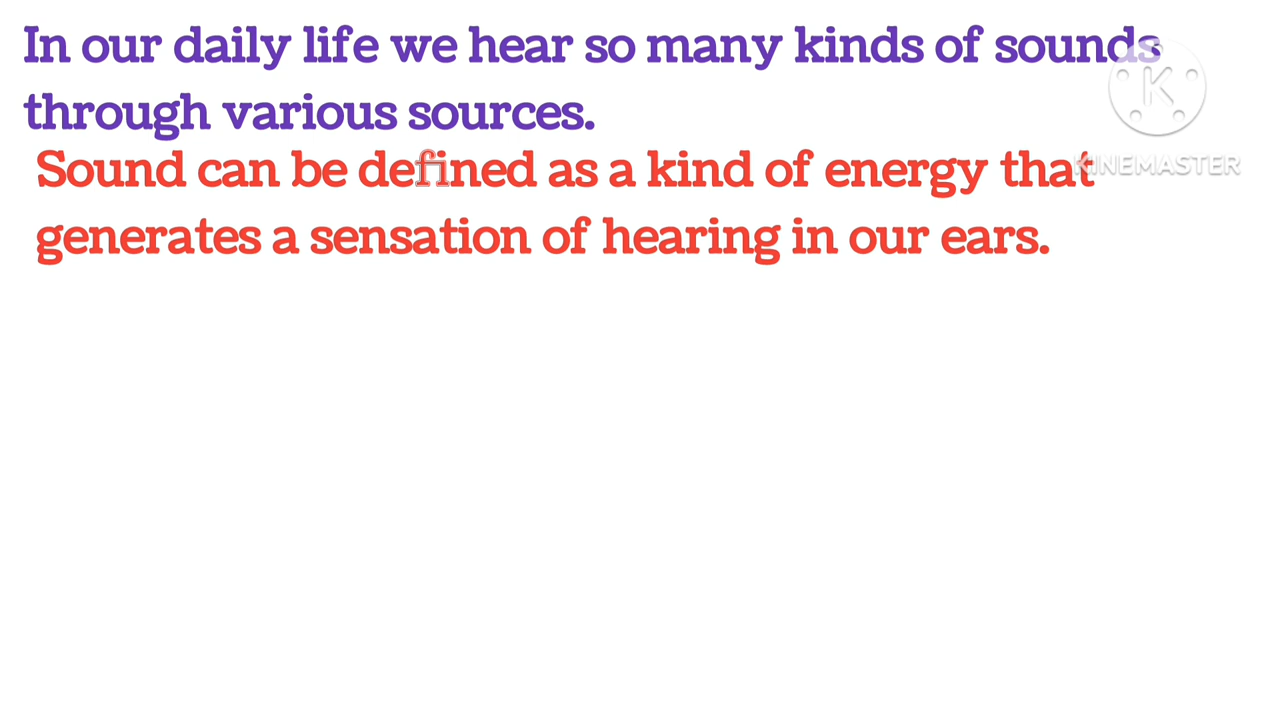 In our daily life we hear so many kinds of sounds
through various sources.
K
KINEMASTER
Sound can be defined as a kind of energy that
generates a sensation of hearing in our ears.